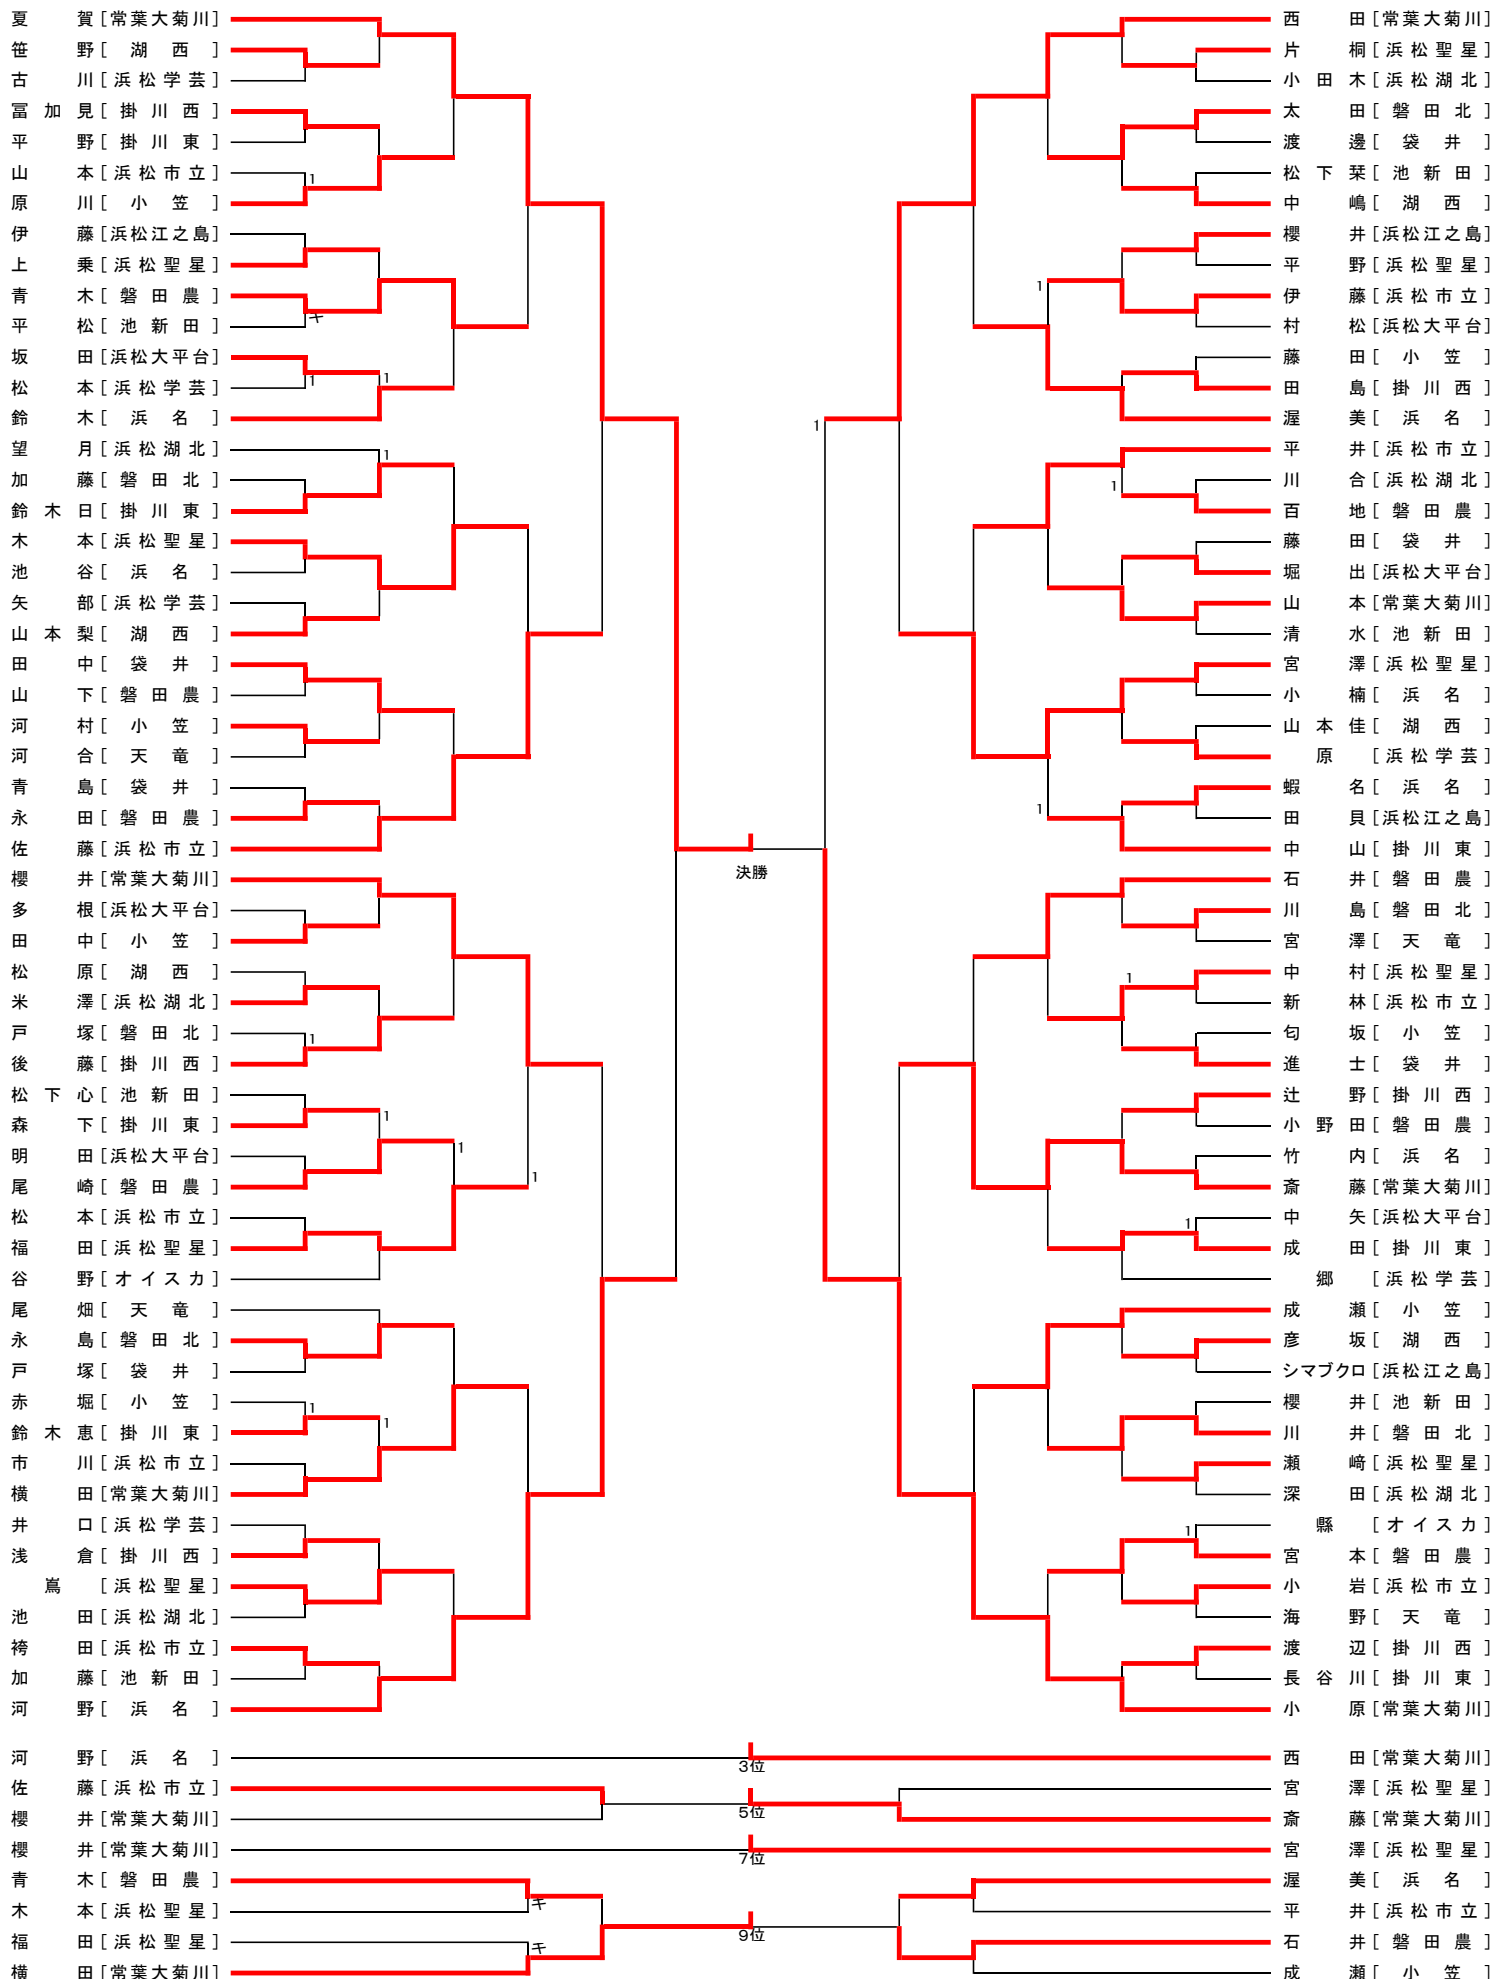 夏賀[常葉大菊川]
笹野[湖西]
古川[浜松学芸]
冨加見[掛川西]
平野[掛川東]
山本[浜松市立]
1
原川[小笠]
伊藤[浜松江之島]
上乗[浜松聖星]
青木[磐田農]
キ
平松[池新田]
坂田[浜松大平台]
1 1
松本[浜松学芸]
鈴木[浜名]
望月[浜松湖北]
1
加藤[磐田北]
鈴木日[掛川東]
木本[浜松聖星]
池谷[浜名]
矢部[浜松学芸]
山本梨[湖西]
田中[袋井]
山下[磐田農]
河村[小笠]
河合[天竜]
青島[袋井]
永田[磐田農]
佐藤[浜松市立]
櫻井[常葉大菊川]
多根[浜松大平台]
田中[小笠]
松原[湖西]
米澤[浜松湖北]
戸塚[磐田北]
1
後藤[掛川西]
松下心[池新田]
1
森下[掛川東]
1
明田[浜松大平台]
1
尾崎[磐田農]
松本[浜松市立]
福田[浜松聖星]
谷野[オイスカ]
尾畑[天竜]
永島[磐田北]
戸塚[袋井]
赤堀[小笠]
1 1
鈴木恵[掛川東]
市川[浜松市立]
横田[常葉大菊川]
井口[浜松学芸]
浅倉[掛川西]
嶌[浜松聖星]
池田[浜松湖北]
袴田[浜松市立]
加藤[池新田]
河野[浜名]
決勝
西田[常葉大菊川]
片桐[浜松聖星]
小田木[浜松湖北]
太田[磐田北]
渡邊[袋井]
松下栞[池新田]
中嶋[湖西]
櫻井[浜松江之島]
平野[浜松聖星]
1
伊藤[浜松市立]
村松[浜松大平台]
藤田[小笠]
田島[掛川西]
渥美[浜名]
1
平井[浜松市立]
川合[浜松湖北]
1
百地[磐田農]
藤田[袋井]
堀出[浜松大平台]
山本[常葉大菊川]
清水[池新田]
宮澤[浜松聖星]
小楠[浜名]
山本佳[湖西]
原[浜松学芸]
蝦名[浜名]
1
田貝[浜松江之島]
中山[掛川東]
石井[磐田農]
川島[磐田北]
宮澤[天竜]
1
中村[浜松聖星]
新林[浜松市立]
匂坂[小笠]
進士[袋井]
辻野[掛川西]
小野田[磐田農]
竹内[浜名]
斎藤[常葉大菊川]
1
中矢[浜松大平台]
成田[掛川東]
郷[浜松学芸]
成瀬[小笠]
彦坂[湖西]
シマブクロ[浜松江之島]
櫻井[池新田]
川井[磐田北]
瀬﨑[浜松聖星]
深田[浜松湖北]
1
縣[オイスカ]
宮本[磐田農]
小岩[浜松市立]
海野[天竜]
渡辺[掛川西]
長谷川[掛川東]
小原[常葉大菊川]
河野[浜名] 3位 西田[常葉大菊川]
佐藤[浜松市立] 宮澤[浜松聖星]
5位
櫻井[常葉大菊川] 斎藤[常葉大菊川]
櫻井[常葉大菊川] 7位 宮澤[浜松聖星]
青木[磐田農] 渥美[浜名]
キ
木本[浜松聖星] 平井[浜松市立]
9位
福田[浜松聖星] キ 石井[磐田農]
横田[常葉大菊川] 成瀬[小笠]